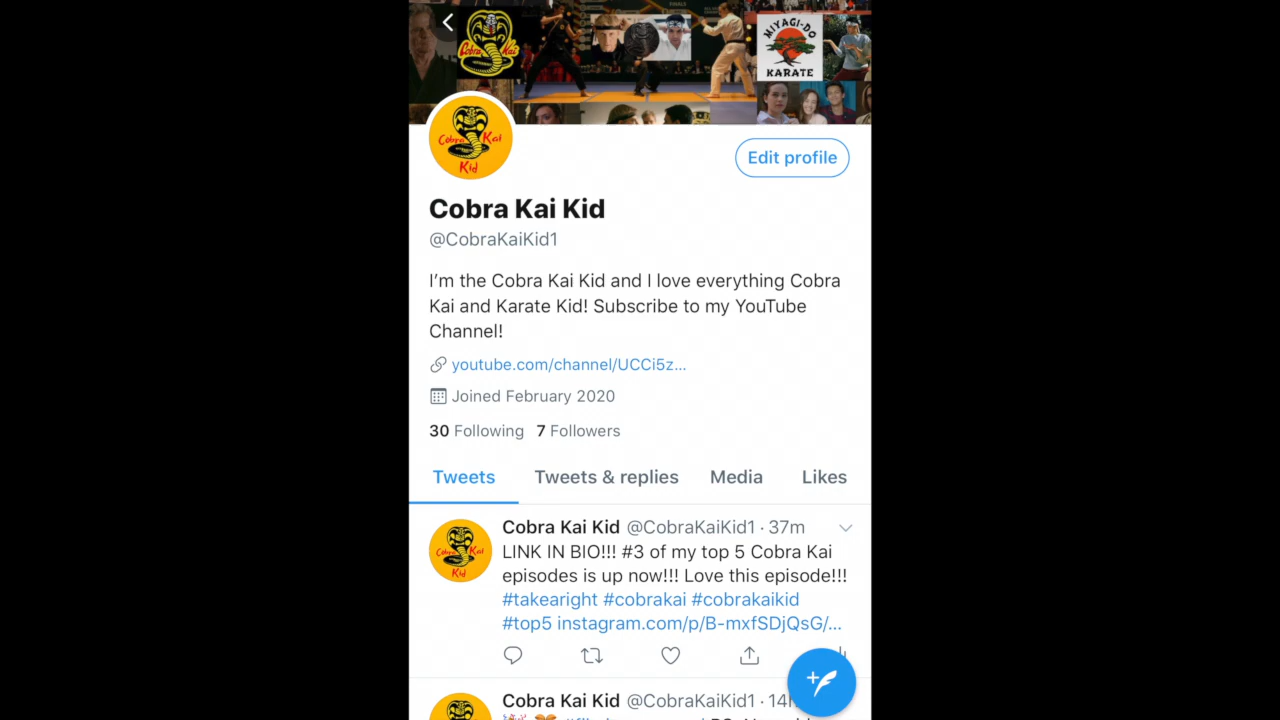 Cobra Kai
MIYAGI-DO
KARATE
Cobra Kai
Kid
Edit profile
Cobra Kai Kid
@CobraKaiKid1
I'm the Cobra Kai Kid and I love everything Cobra
Kai and Karate Kid! Subscribe to my YouTube
Channel!
youtube.com/channel/UCCi5z...
Joined February 2020
30 Following 7 Followers
Tweets Tweets & replies Media Likes
Cobra Kai Kid @CobraKaiKid1 · 37m
LINK IN BIO!!! #3 of my top 5 Cobra Kai
episodes is up now!!! Love this episode!!!
#takearight #cobrakai #cobrakaikid
#top5 instagram.com/p/B-mxfSDjQsG/...
Cobra Kai
Kid
Cobra Kai Kid @CobraKaiKid1 · 14